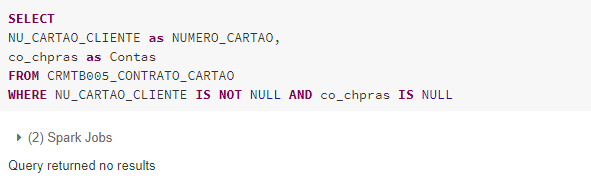 SELECT
NU_CARTAO_CLIENTE as NUMERO_CARTAO,
co_chpras as Contas
FROM CRMTB005_CONTRATO_CARTAO
WHERE NU_CARTAO_CLIENTE IS NOT NULL AND co_chpras IS NULL
(2) Spark Jobs
Query returned no results